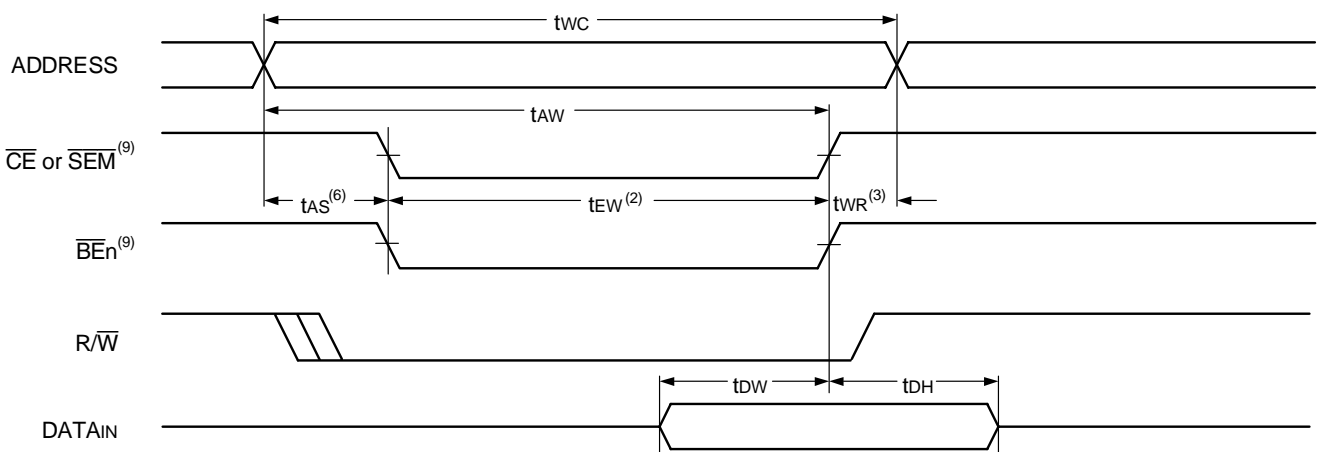 tWC
ADDRESS
tAW
CE or SEM(9)
tAS(6) tEW(2) tWR(3)
BEn(9)
R/W
tDW tDH
DATAIN